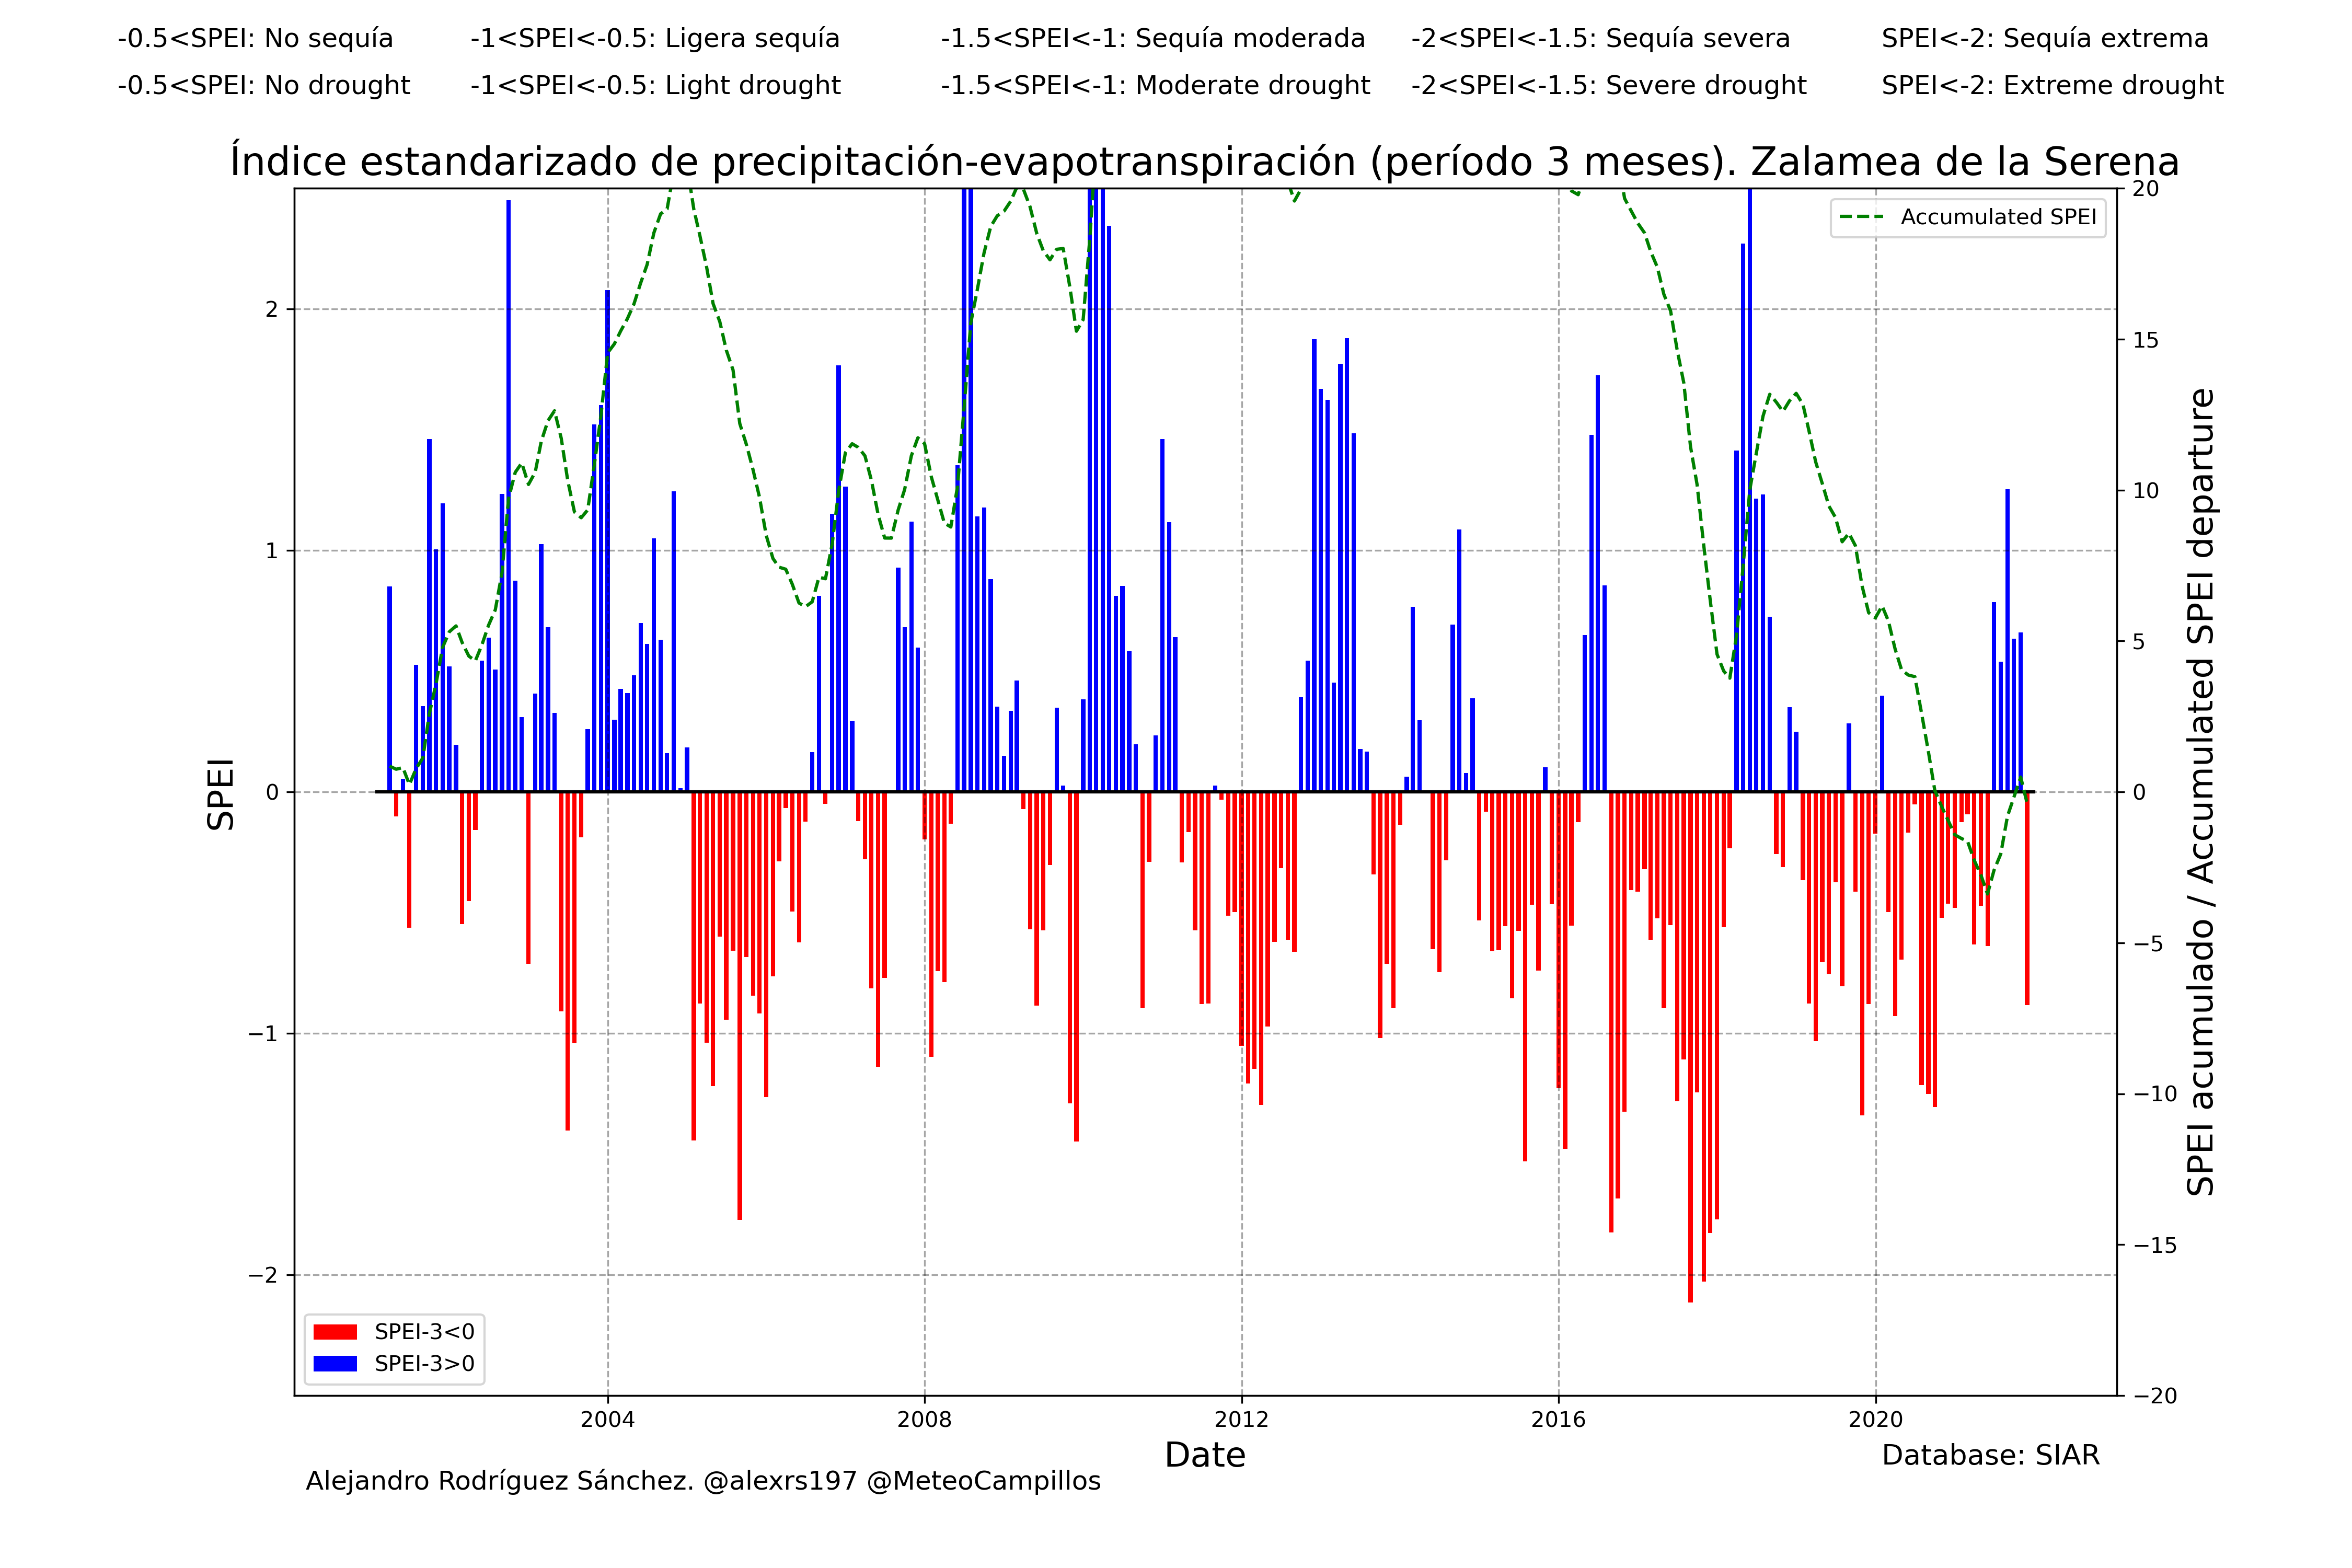 -0.5<SPEI: No sequía -1<SPEI<-0.5: Ligera sequía -1.5<SPEI<-1: Sequía moderada -2<SPEI<-1.5: Sequía severa SPEI<-2: Sequía extrema
-0.5<SPEI: No drought -1<SPEI<-0.5: Light drought -1.5<SPEI<-1: Moderate drought -2<SPEI<-1.5: Severe drought SPEI<-2: Extreme drought
Índice estandarizado de precipitación-evapotranspiración (período 3 meses). Zalamea de la Serena
Accumulated SPEI
SPEI
2
1
0
−1
−2
20
15
10
5
0
−5
−10
−15
−20
SPEI acumulado / Accumulated SPEI departure
SPEI-3<0
SPEI-3>0
2004 2008 2012 2016 2020
Date
Database: SIAR
Alejandro Rodríguez Sánchez. @alexrs197 @MeteoCampillos